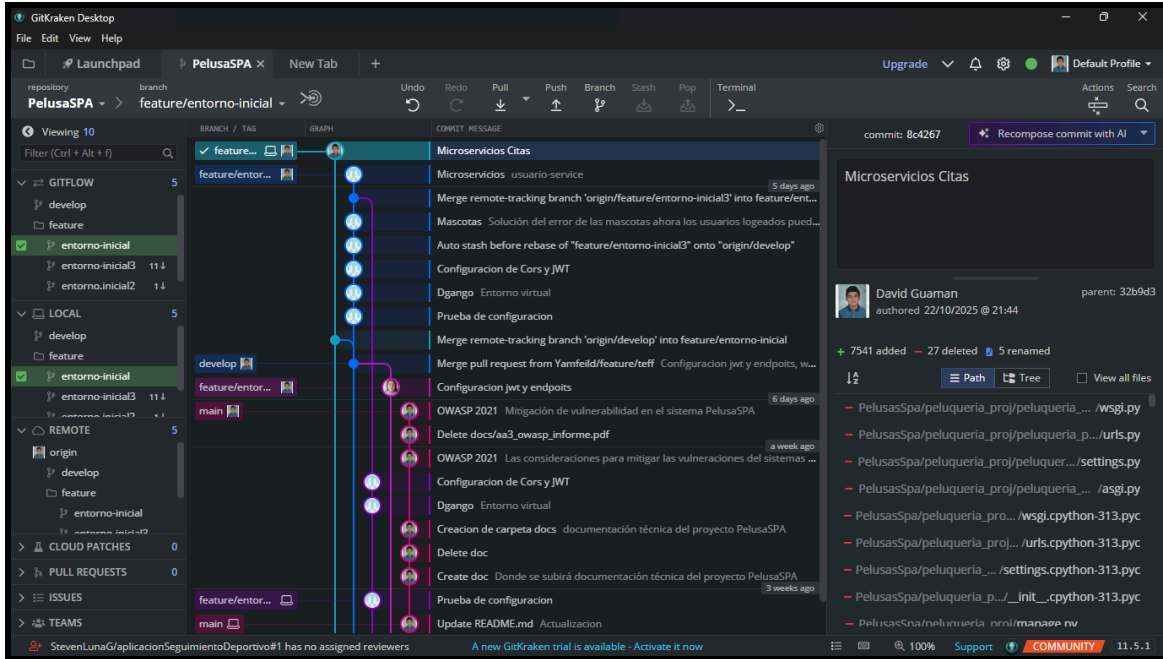 GitKraken Desktop
File Edit View Help
Launchpad
PelusaSPA
New Tab
Upgrade
Default Profile
repository
PelusaSPA
branch
feature/entorno-inicial
Undo
Redo
Pull
Push
Branch
Stash
Pop
Terminal
Actions
Search
Viewing 10
Filter (Ctrl + Alt + f)
GITFLOW 5
develop
feature
entorno-inicial
entorno-inicial3 11↓
entorno.inicial2 1↓
LOCAL 5
develop
feature
entorno-inicial
entorno-inicial3 11↓
entorno.inicial2 1↓
REMOTE 5
origin
develop
feature
entorno-inicial
entorno-inicial3
CLOUD PATCHES 0
PULL REQUESTS 0
ISSUES
TEAMS
BRANCH / TAG GRAPH COMMIT MESSAGE
feature... Microservicios Citas
feature/entor... Microservicios usuario-service
5 days ago
Merge remote-tracking branch 'origin/feature/entorno-inicial3' into feature/ent...
Mascotas Solución del error de las mascotas ahora los usuarios logeados pued...
Auto stash before rebase of "feature/entorno-inicial3" onto "origin/develop"
Configuracion de Cors y JWT
Dgango Entorno virtual
Prueba de configuracion
Merge remote-tracking branch 'origin/develop' into feature/entorno-inicial
develop Merge pull request from Yamfeild/feature/teff Configuracion jwt y endpoits, w...
feature/entor... Configuracion jwt y endpoits
6 days ago
main OWASP 2021 Mitigación de vulnerabilidad en el sistema PelusaSPA
Delete docs/aa3_owasp_informe.pdf
a week ago
OWASP 2021 Las consideraciones para mitigar las vulneraciones del sistemas ...
Configuracion de Cors y JWT
Dgango Entorno virtual
Creacion de carpeta docs documentación técnica del proyecto PelusaSPA
Delete doc
Create doc Donde se subirá documentación técnica del proyecto PelusaSPA
3 weeks ago
feature/entor... Prueba de configuracion
main Update README.md Actualizacion
commit: 8c4267
Recompose commit with AI
Microservicios Citas
David Guaman
authored 22/10/2025 @ 21:44
parent: 32b9d3
+ 7541 added − 27 deleted 5 renamed
Path Tree View all files
− PelusasSpa/peluqueria_proj/peluqueria_... /wsgi.py
− PelusasSpa/peluqueria_proj/peluqueria_p.../urls.py
− PelusasSpa/peluqueria_proj/peluquer... /settings.py
− PelusasSpa/peluqueria_proj/peluqueria_... /asgi.py
− PelusasSpa/peluqueria_pro... /wsgi.cpython-313.pyc
− PelusasSpa/peluqueria_proj... /urls.cpython-313.pyc
− PelusasSpa/peluqueria_... /settings.cpython-313.pyc
− PelusasSpa/peluqueria_p.../__init__.cpython-313.pyc
− PelusasSpa/peluqueria_proj/manage.py
StevenLunaG/aplicacionSeguimientoDeportivo#1 has no assigned reviewers
A new GitKraken trial is available - Activate it now
100%
Support
COMMUNITY
11.5.1